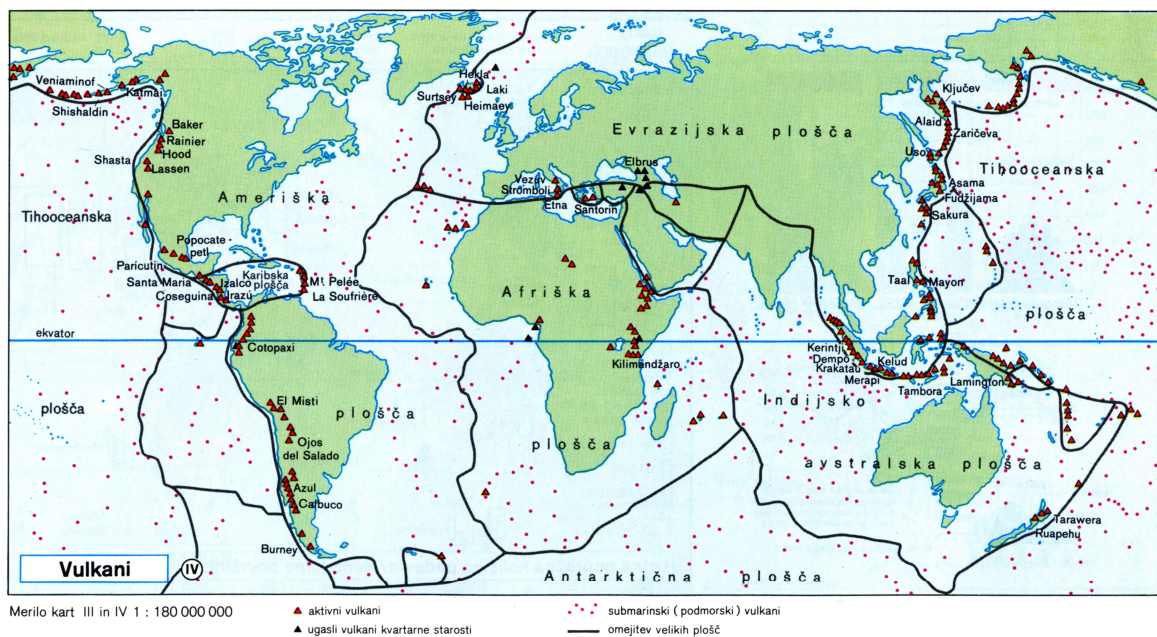 Veniaminof
Katmai
Shishaldin
Baker
Rainier
Hood
Shasta
Lassen
Tihooceanska
Ameriška
Popocate-
petl
Paricutin
Santa Maria
Izalco
Coseguina
Irazú
Karibska
plošča
Mt. Pelée
La Soufrière
ekvator
Cotopaxi
plošča
El Misti
plošča
Ojos
del Salado
Azul
Calbuco
Burney
Hekla
Laki
Surtsey
Heimaey
Evrazijska plošča
Elbrus
Vezuv
Stromboli
Etna
Santorin
Afriška
Kilimandžaro
plošča
Ključev
Alaid
Zaričeva
Uso
Tihooceanska
Asama
Fudžijama
Sakura
Taal
Mayon
plošča
Kerintji
Dempo
Krakatau
Merapi
Kelud
Tambora
Lamington
Indijsko
aystralska plošča
Tarawera
Ruapehu
Antarktična plošča
Vulkani
IV
Merilo kart III in IV 1 : 180 000 000
aktivni vulkani
ugasli vulkani kvartarne starosti
submarinski (podmorski) vulkani
omejitev velikih plošč